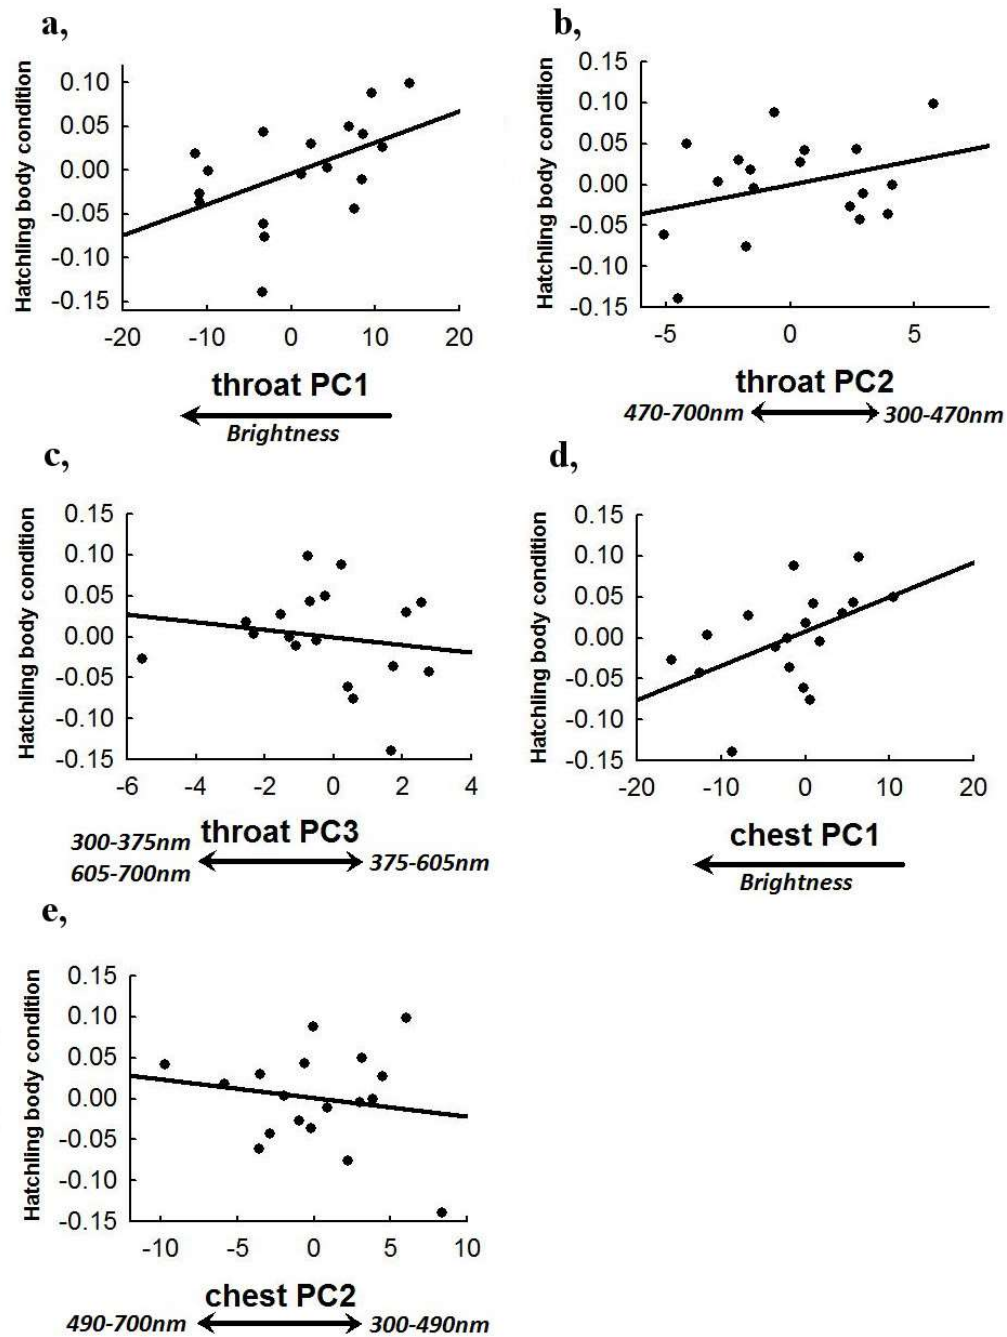 a,
Hatchling body condition
0.10
0.05
0.00
-0.05
-0.10
-0.15
-20 -10 0 10 20
throat PC1
Brightness
b,
Hatchling body condition
0.15
0.10
0.05
0.00
-0.05
-0.10
-0.15
-5 0 5
throat PC2
470-700nm 300-470nm
c,
Hatchling body condition
0.15
0.10
0.05
0.00
-0.05
-0.10
-0.15
-6 -4 -2 0 2 4
throat PC3
300-375nm
605-700nm
375-605nm
d,
Hatchling body condition
0.15
0.10
0.05
0.00
-0.05
-0.10
-0.15
-20 -10 0 10 20
chest PC1
Brightness
e,
Hatchling body condition
0.15
0.10
0.05
0.00
-0.05
-0.10
-0.15
-10 -5 0 5 10
chest PC2
490-700nm 300-490nm